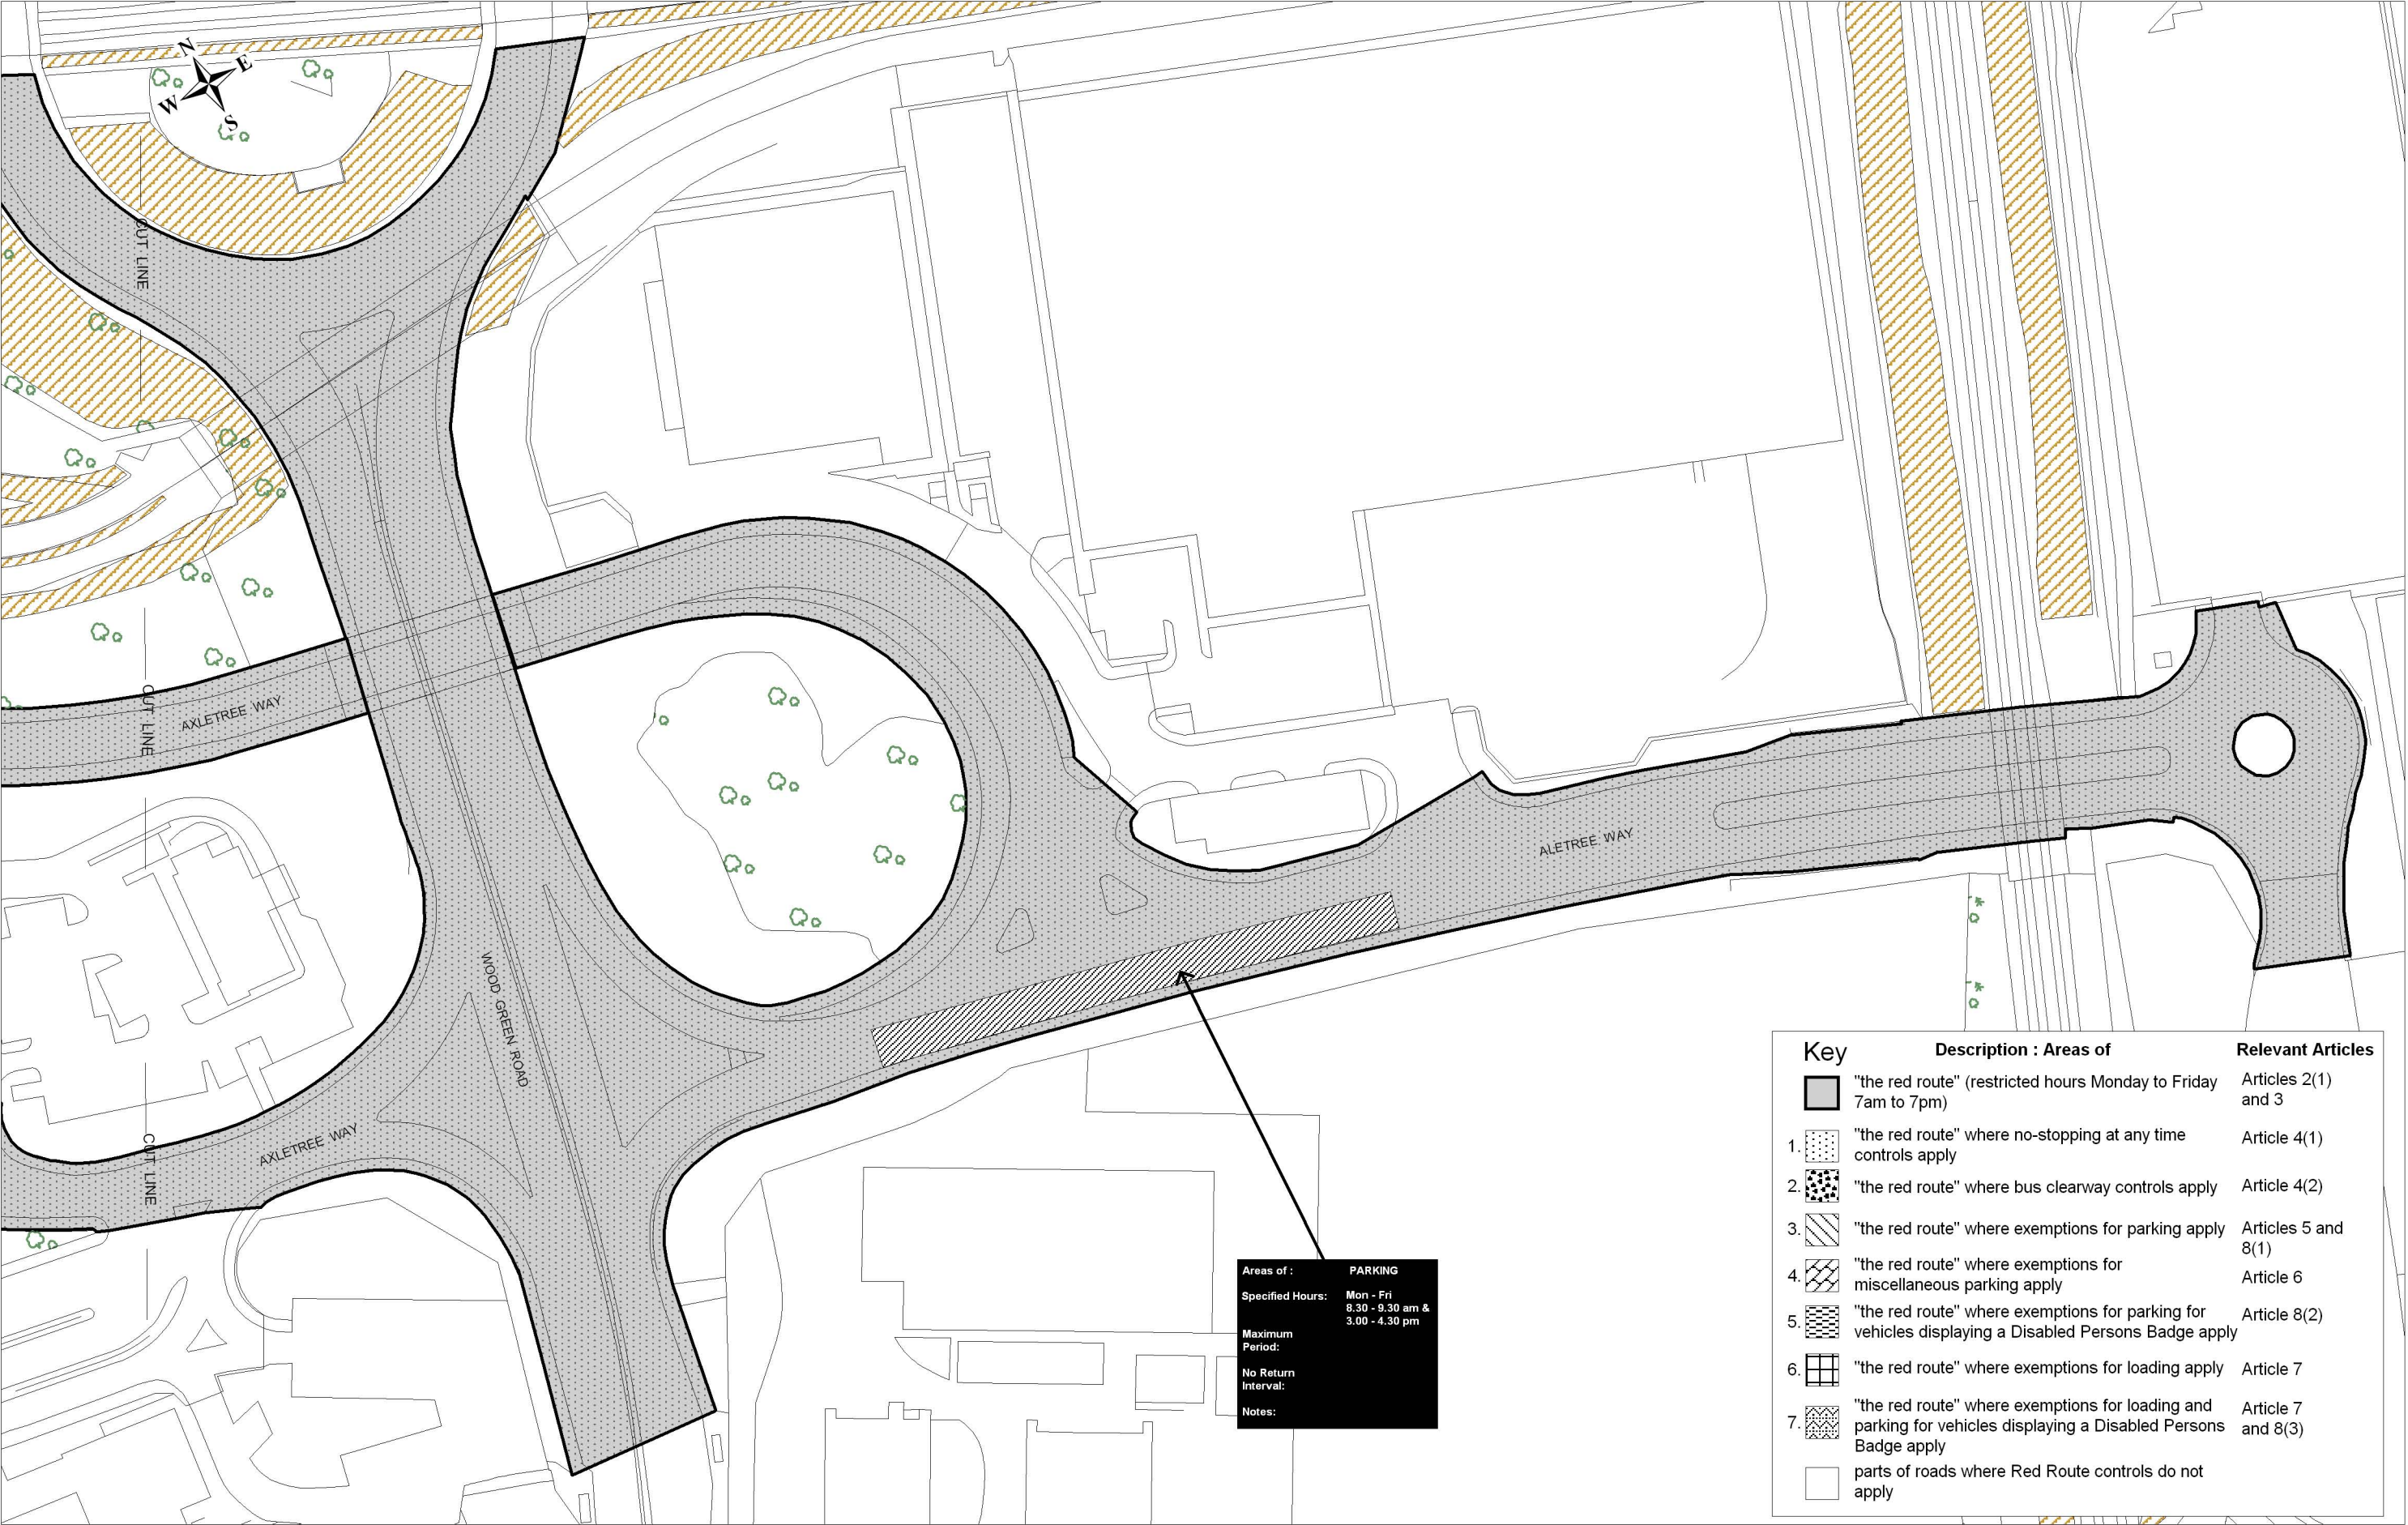 N
E
W
S
CUT LINE
AXLETREE WAY
CUT LINE
ALETREE WAY
WOOD GREEN ROAD
AXLETREE WAY
CUT LINE
Areas of : PARKING
Specified Hours: Mon - Fri
8.30 - 9.30 am &
3.00 - 4.30 pm
Maximum
Period:
No Return
Interval:
Notes:
Key Description : Areas of Relevant Articles
"the red route" (restricted hours Monday to Friday
7am to 7pm)
Articles 2(1)
and 3
1. "the red route" where no-stopping at any time
controls apply
Article 4(1)
2. "the red route" where bus clearway controls apply Article 4(2)
3. "the red route" where exemptions for parking apply Articles 5 and
8(1)
4. "the red route" where exemptions for
miscellaneous parking apply
Article 6
5. "the red route" where exemptions for parking for
vehicles displaying a Disabled Persons Badge apply
Article 8(2)
6. "the red route" where exemptions for loading apply Article 7
7. "the red route" where exemptions for loading and
parking for vehicles displaying a Disabled Persons
Badge apply
Article 7
and 8(3)
parts of roads where Red Route controls do not
apply